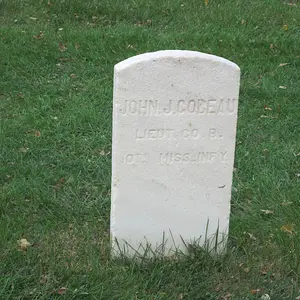 JOHN J. COBEAU
LIEUT. CO. B.
10TH MISS. INF'Y.